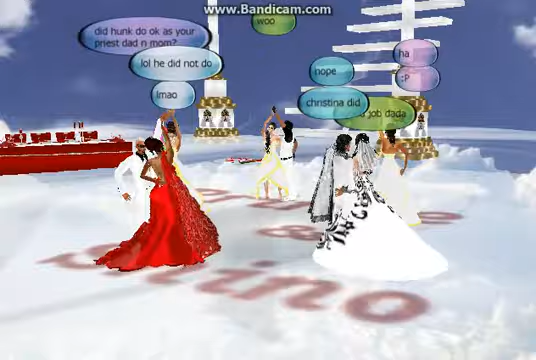 www.Bandicam.com
woo
did hunk do ok as your
priest dad n mom?
lol he did not do
lmao
ha
:P
nope
christina did
job dada
&